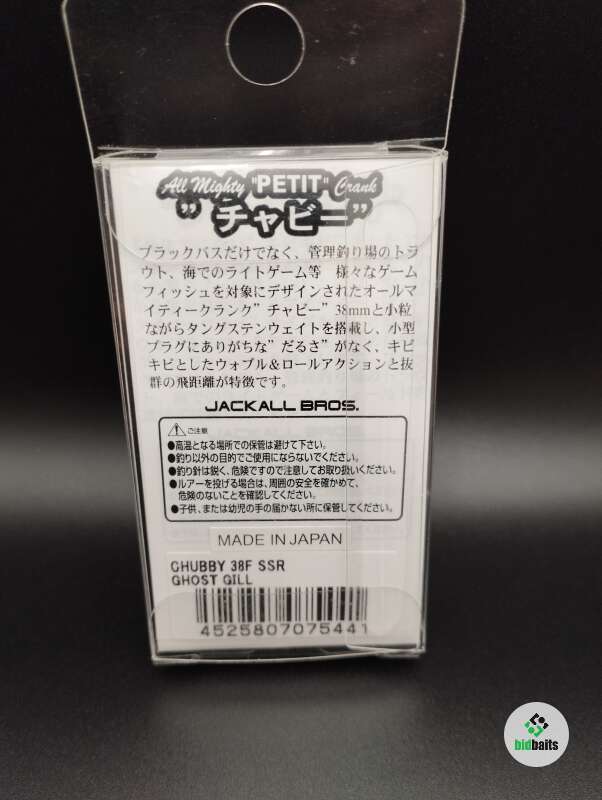 All Mighty "PETIT" Crank
”チャビー”
ブラックバスだけでなく、管理釣り場のトラ
ウト、海でのライトゲーム等　様々なゲーム
フィッシュを対象にデザインされたオールマ
イティークランク”チャビー”38mmと小粒
ながらタングステンウェイトを搭載し、小型
プラグにありがちな”だるさ”がなく、キビ
キビとしたウォブル＆ロールアクションと抜
群の飛距離が特徴です。
JACKALL BROS.
ご注意
●高温となる場所での保管は避けて下さい。
●釣り以外の目的でご使用にならないでください。
●釣り針は鋭く、危険ですので注意してお取り扱いください。
●ルアーを投げる場合は、周囲の安全を確かめて、
危険のないことを確認してください。
●子供、または幼児の手の届かない所に保管してください。
MADE IN JAPAN
CHUBBY 38F SSR
GHOST GILL
4525807075441
bidbaits